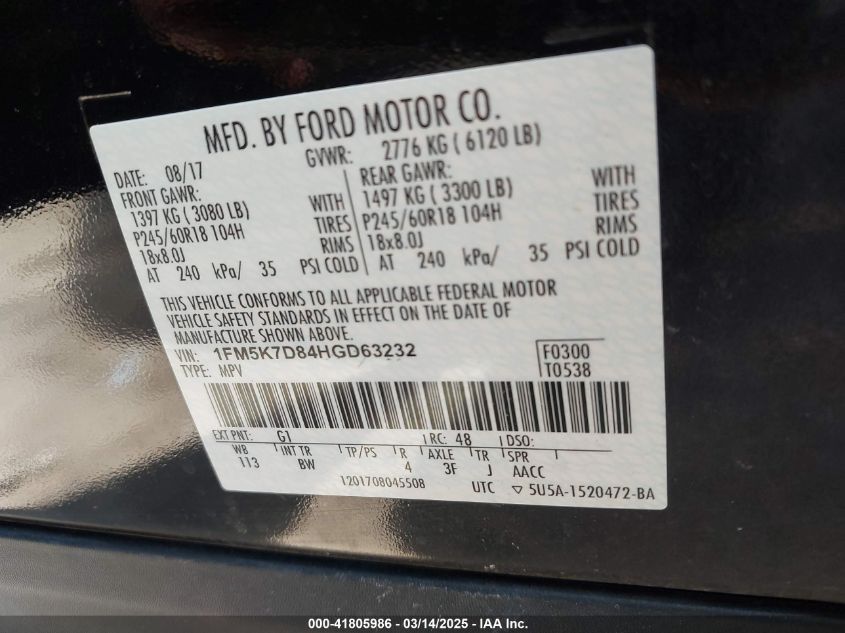 MFD. BY FORD MOTOR CO.
DATE: 08/17 GVWR: 2776 KG ( 6120 LB)
FRONT GAWR: REAR GAWR:
1397 KG ( 3080 LB) WITH 1497 KG ( 3300 LB) WITH
P245/60R18 104H TIRES P245/60R18 104H TIRES
18x8.0J RIMS 18x8.0J RIMS
AT 240 kPa/ 35 PSI COLD AT 240 kPa/ 35 PSI COLD
THIS VEHICLE CONFORMS TO ALL APPLICABLE FEDERAL MOTOR
VEHICLE SAFETY STANDARDS IN EFFECT ON THE DATE OF
MANUFACTURE SHOWN ABOVE.
VIN: 1FM5K7D84HGD63232 F0300
TYPE: MPV T0538
EXT PNT: G1 RC: 48 DSO:
WB INT TR TP/PS R AXLE TR SPR
113 BW 4 3F J AACC
1201708045508 UTC ▽ 5U5A-1520472-BA
000-41805986 - 03/14/2025 - IAA Inc.